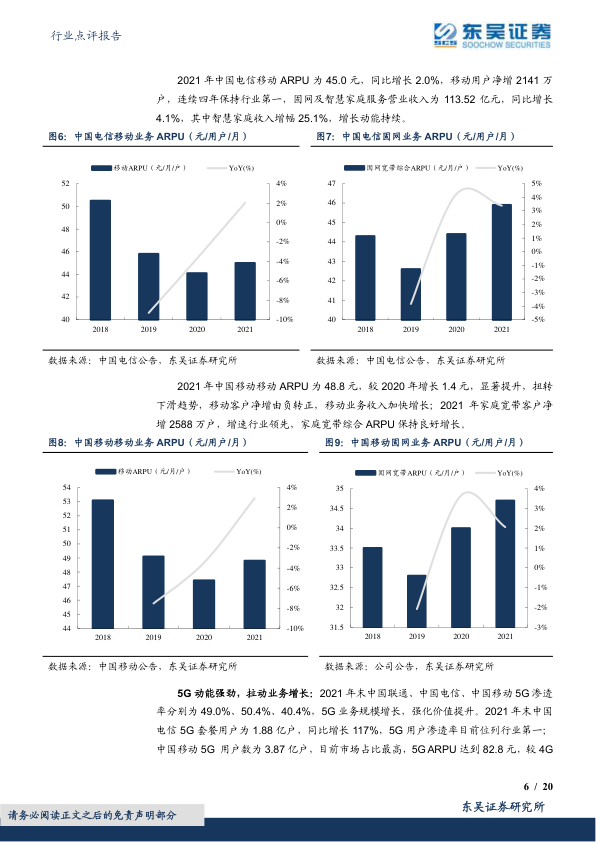 行业点评报告
东吴证券
SCS SOOCHOW SECURITIES
2021 年中国电信移动 ARPU 为 45.0 元，同比增长 2.0%，移动用户净增 2141 万
户，连续四年保持行业第一，固网及智慧家庭服务营业收入为 113.52 亿元，同比增长
4.1%，其中智慧家庭收入增幅 25.1%，增长动能持续。
图6：中国电信移动业务 ARPU（元/用户/月）
图7：中国电信固网业务 ARPU（元/用户/月）
移动ARPU（元/月/户） YoY(%)
52
50
46
44
42
40
4%
2%
0%
-2%
-4%
-6%
-8%
-10%
2018 2019 2020 2021
固网宽带综合ARPU（元/月/户） YoY(%)
47
46
45
44
43
42
41
40
5%
4%
3%
2%
1%
0%
-1%
-2%
-3%
-4%
-5%
2018 2019 2020 2021
数据来源：中国电信公告，东吴证券研究所
数据来源：中国电信公告，东吴证券研究所
2021 年中国移动移动 ARPU 为 48.8 元，较 2020 年增长 1.4 元，显著提升，扭转
下滑趋势，移动客户净增由负转正，移动业务收入加快增长；2021 年家庭宽带客户净
增 2588 万户，增速行业领先，家庭宽带综合 ARPU 保持良好增长。
图8：中国移动移动业务 ARPU（元/用户/月）
图9：中国移动固网业务 ARPU（元/用户/月）
移动ARPU（元/月/户） YoY(%)
54
53
52
51
50
49
48
47
46
45
44
4%
2%
0%
-2%
-4%
-6%
-8%
-10%
2018 2019 2020 2021
固网宽带ARPU（元/月/户） YoY(%)
35
34.5
34
33.5
33
32.5
32
31.5
4%
3%
2%
1%
0%
-1%
-2%
-3%
2018 2019 2020 2021
数据来源：中国移动公告，东吴证券研究所
数据来源：公司公告，东吴证券研究所
5G 动能强劲，拉动业务增长：2021 年末中国联通、中国电信、中国移动 5G 渗透
率分别为 49.0%、50.4%、40.4%，5G 业务规模增长，强化价值提升。2021 年末中国
电信 5G 套餐用户为 1.88 亿户，同比增长 117%，5G 用户渗透率目前位列行业第一；
中国移动 5G 用户数为 3.87 亿户，目前市场占比最高，5G ARPU 达到 82.8 元，较 4G
6 / 20
东吴证券研究所
请务必阅读正文之后的免责声明部分